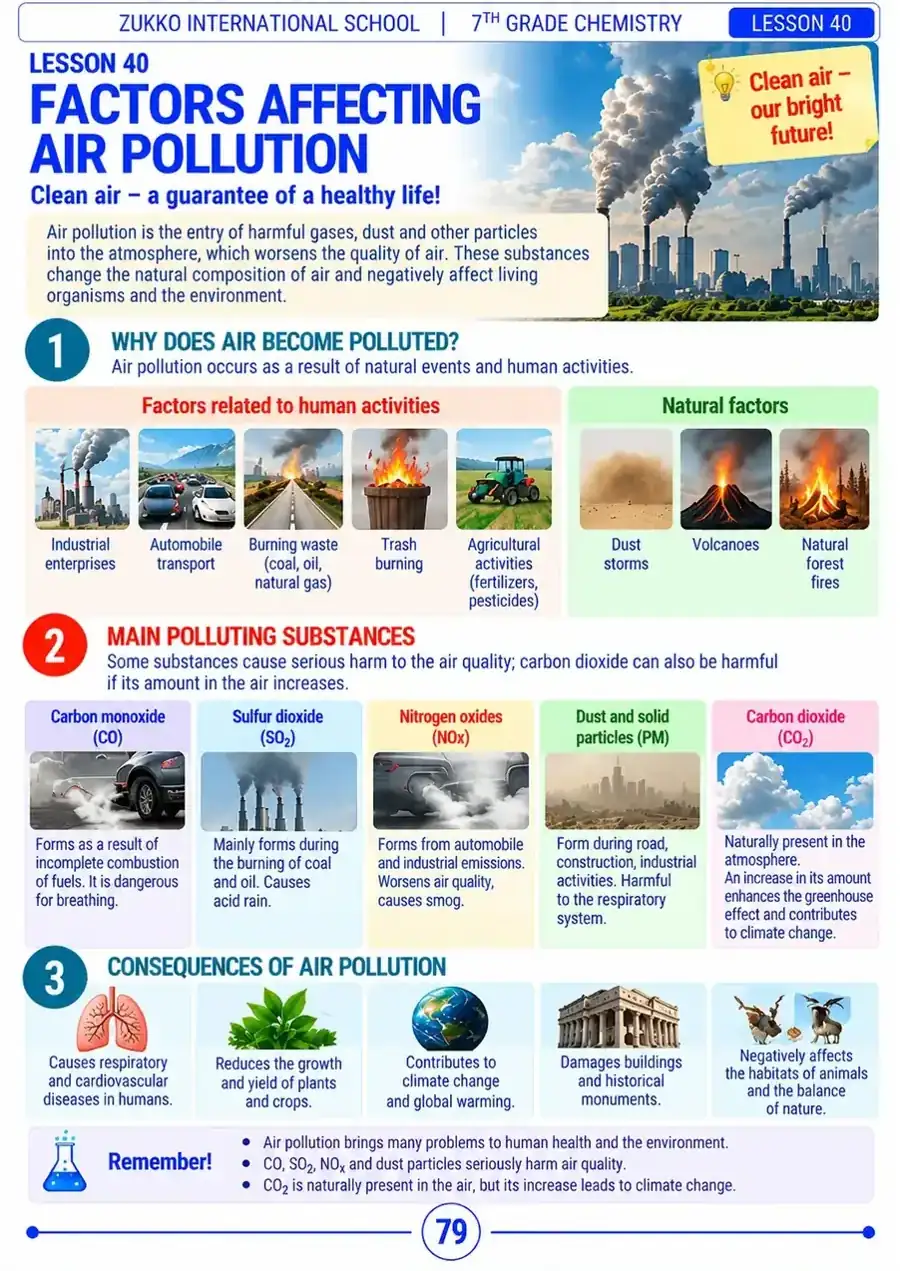 ZUKKO INTERNATIONAL SCHOOL | 7TH GRADE CHEMISTRY
LESSON 40
LESSON 40
FACTORS AFFECTING
AIR POLLUTION
Clean air – a guarantee of a healthy life!
Clean air –
our bright
future!
Air pollution is the entry of harmful gases, dust and other particles
into the atmosphere, which worsens the quality of air. These substances
change the natural composition of air and negatively affect living
organisms and the environment.
1
WHY DOES AIR BECOME POLLUTED?
Air pollution occurs as a result of natural events and human activities.
Factors related to human activities
Industrial
enterprises
Automobile
transport
Burning waste
(coal, oil,
natural gas)
Trash
burning
Agricultural
activities
(fertilizers,
pesticides)
Natural factors
Dust
storms
Volcanoes
Natural
forest
fires
2
MAIN POLLUTING SUBSTANCES
Some substances cause serious harm to the air quality; carbon dioxide can also be harmful
if its amount in the air increases.
Carbon monoxide
(CO)
Forms as a result of
incomplete combustion
of fuels. It is dangerous
for breathing.
Sulfur dioxide
(SO₂)
Mainly forms during
the burning of coal
and oil. Causes
acid rain.
Nitrogen oxides
(NOx)
Forms from automobile
and industrial emissions.
Worsens air quality,
causes smog.
Dust and solid
particles (PM)
Form during road,
construction, industrial
activities. Harmful
to the respiratory
system.
Carbon dioxide
(CO₂)
Naturally present in the
atmosphere.
An increase in its amount
enhances the greenhouse
effect and contributes
to climate change.
3
CONSEQUENCES OF AIR POLLUTION
Causes respiratory
and cardiovascular
diseases in humans.
Reduces the growth
and yield of plants
and crops.
Contributes to
climate change
and global warming.
Damages buildings
and historical
monuments.
Negatively affects
the habitats of animals
and the balance
of nature.
Remember!
• Air pollution brings many problems to human health and the environment.
• CO, SO₂, NOₓ and dust particles seriously harm air quality.
• CO₂ is naturally present in the air, but its increase leads to climate change.
79